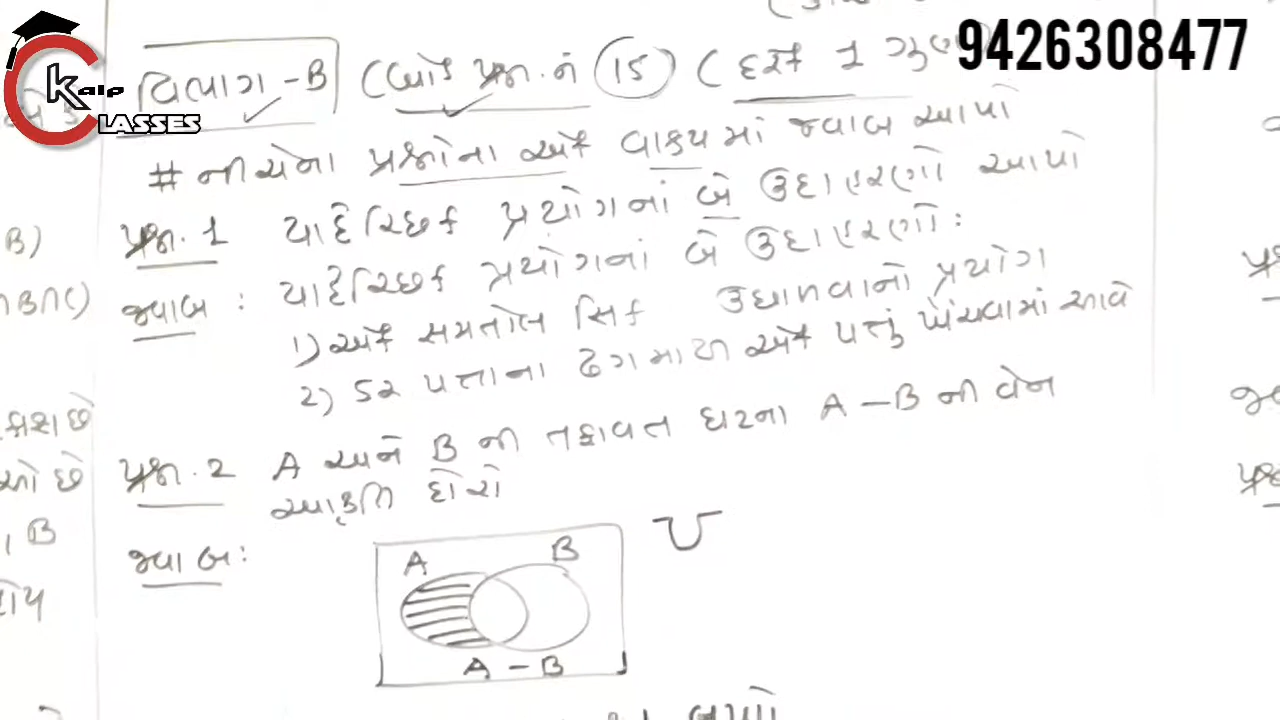 9426308477
Kalp
CLASSES
વિભાગ -B (બોર્ડ પ્રશ્ન.નં 15) (દરેક 1 ગુણ
# નીચેના પ્રશ્નોના એક વાક્યમાં જવાબ આપો
પ્રશ્ન.1 યાદૈચ્છિક પ્રયોગનાં બે ઉદાહરણો આપો
જવાબ : યાદૈચ્છિક પ્રયોગનાં બે ઉદાહરણો:
1) એક સમતોલ સિક્કો ઉછાળવાનો પ્રયોગ
2) 52 પત્તાના ઢગમાથી એક પત્તું ખેંચવામાં આવે
પ્રશ્ન.2 A અને B ની તફાવત ઘટના A - B ની વેન
આકૃતિ દોરો
જવાબ:
A B U
A - B
B)
B